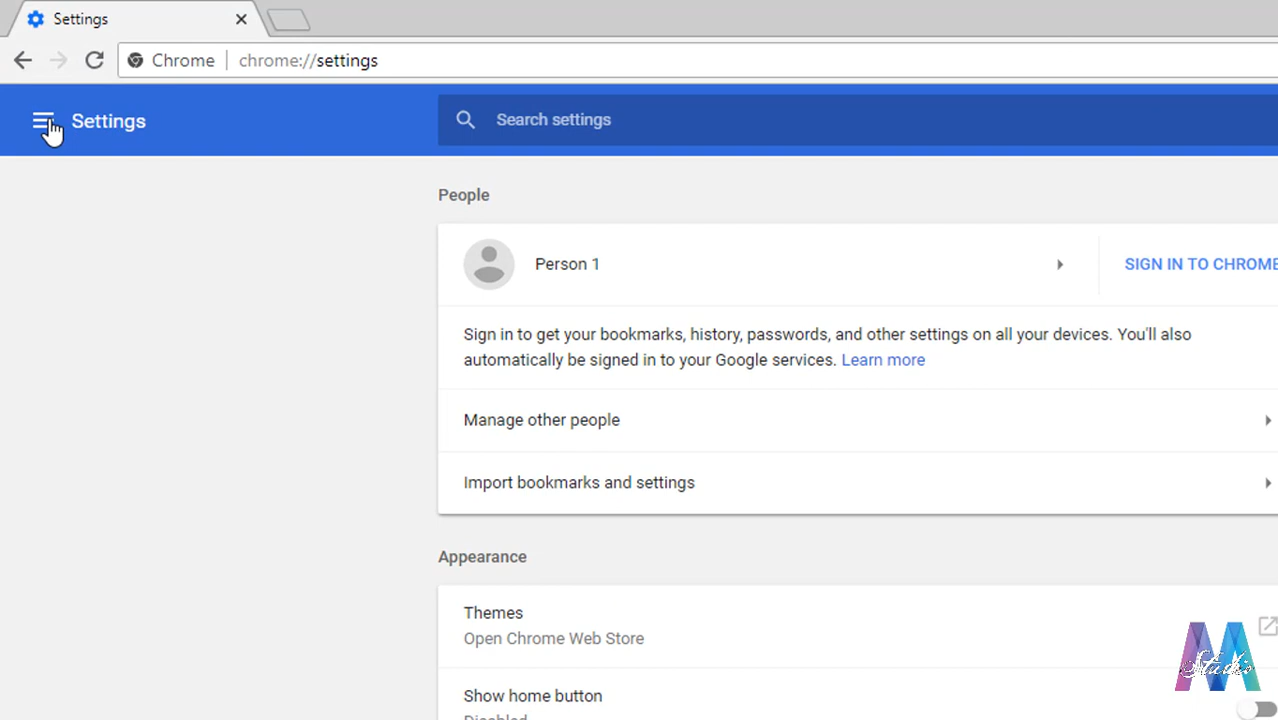 Settings
Chrome
chrome://settings
Settings
Search settings
People
Person 1
SIGN IN TO CHROME
Sign in to get your bookmarks, history, passwords, and other settings on all your devices. You'll also
automatically be signed in to your Google services. Learn more
Manage other people
Import bookmarks and settings
Appearance
Themes
Open Chrome Web Store
Show home button
Disabled
Studio